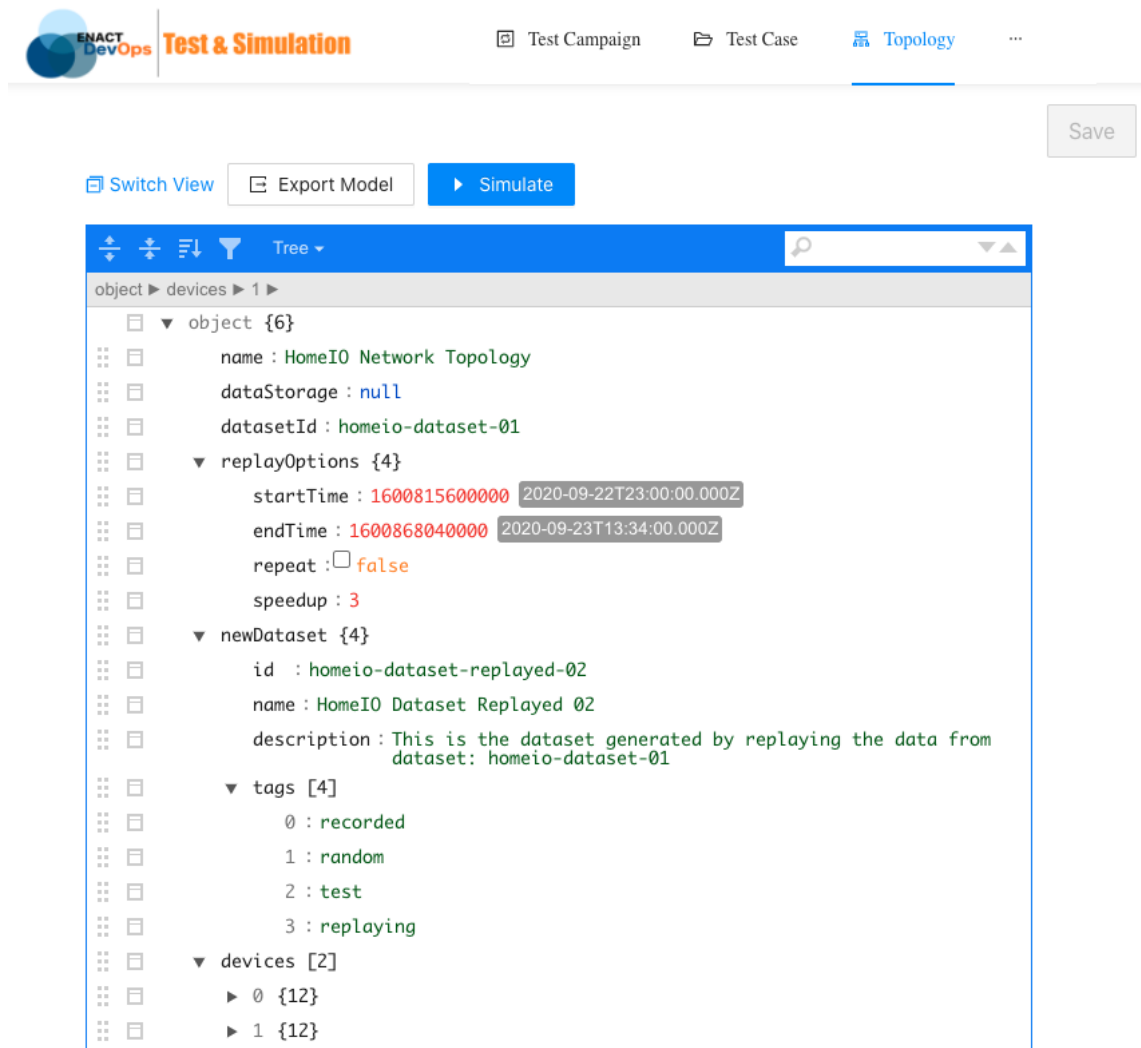 ENACT
DevOps
Test & Simulation
Test Campaign
Test Case
Topology
...
Save
Switch View
Export Model
Simulate
Tree
object ► devices ► 1 ►
object {6}
name : HomeIO Network Topology
dataStorage : null
datasetId : homeio-dataset-01
replayOptions {4}
startTime : 1600815600000 2020-09-22T23:00:00.000Z
endTime : 1600868040000 2020-09-23T13:34:00.000Z
repeat : false
speedup : 3
newDataset {4}
id : homeio-dataset-replayed-02
name : HomeIO Dataset Replayed 02
description : This is the dataset generated by replaying the data from
dataset: homeio-dataset-01
tags [4]
0 : recorded
1 : random
2 : test
3 : replaying
devices [2]
0 {12}
1 {12}